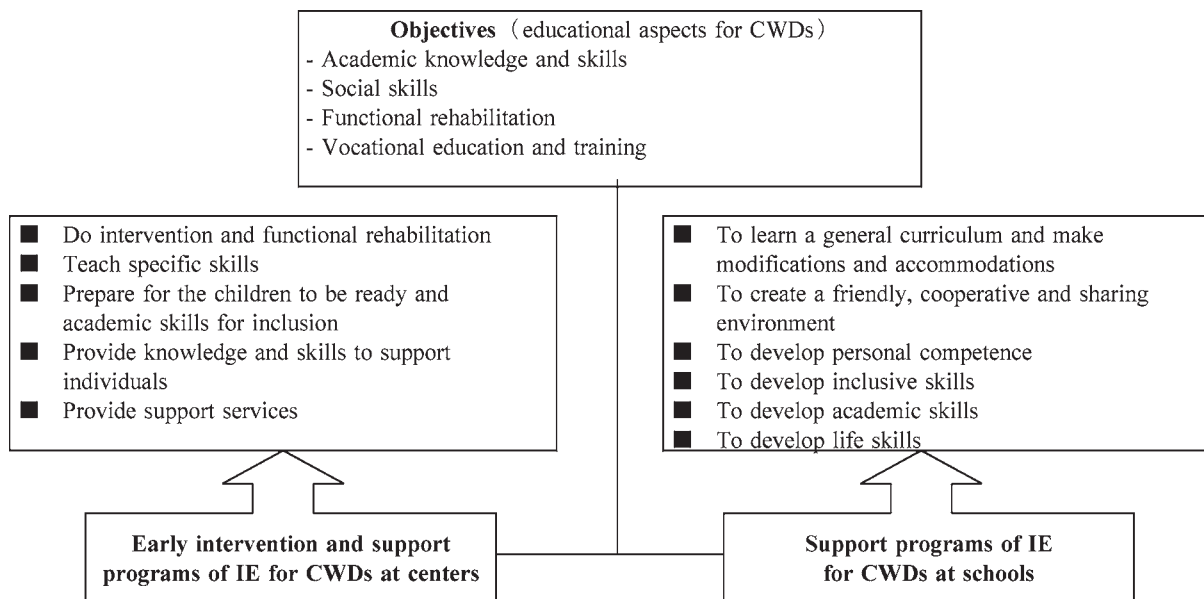 Objectives（educational aspects for CWDs）
- Academic knowledge and skills
- Social skills
- Functional rehabilitation
- Vocational education and training
■ Do intervention and functional rehabilitation
■ Teach specific skills
■ Prepare for the children to be ready and
academic skills for inclusion
■ Provide knowledge and skills to support
individuals
■ Provide support services
■ To learn a general curriculum and make
modifications and accommodations
■ To create a friendly, cooperative and sharing
environment
■ To develop personal competence
■ To develop inclusive skills
■ To develop academic skills
■ To develop life skills
Early intervention and support
programs of IE for CWDs at centers
Support programs of IE
for CWDs at schools